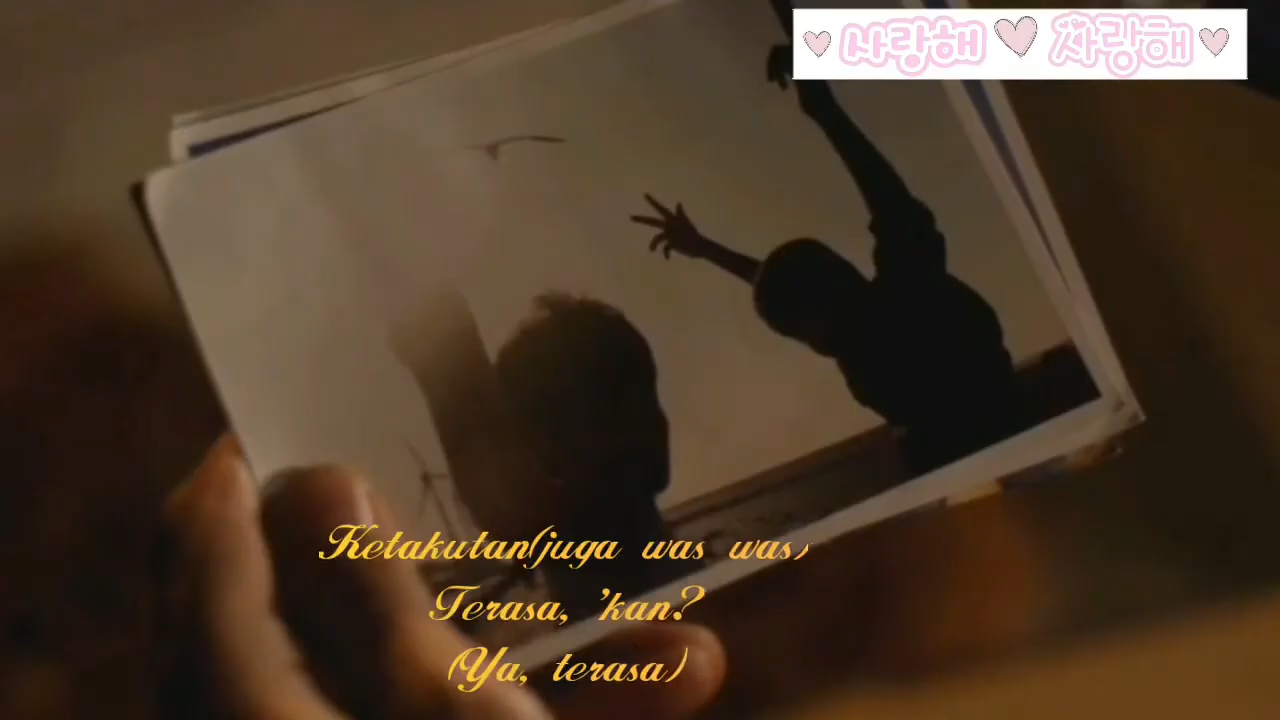 사랑해 사랑해
Ketakutan(juga was was)
Terasa, 'kan?
(Ya, terasa)